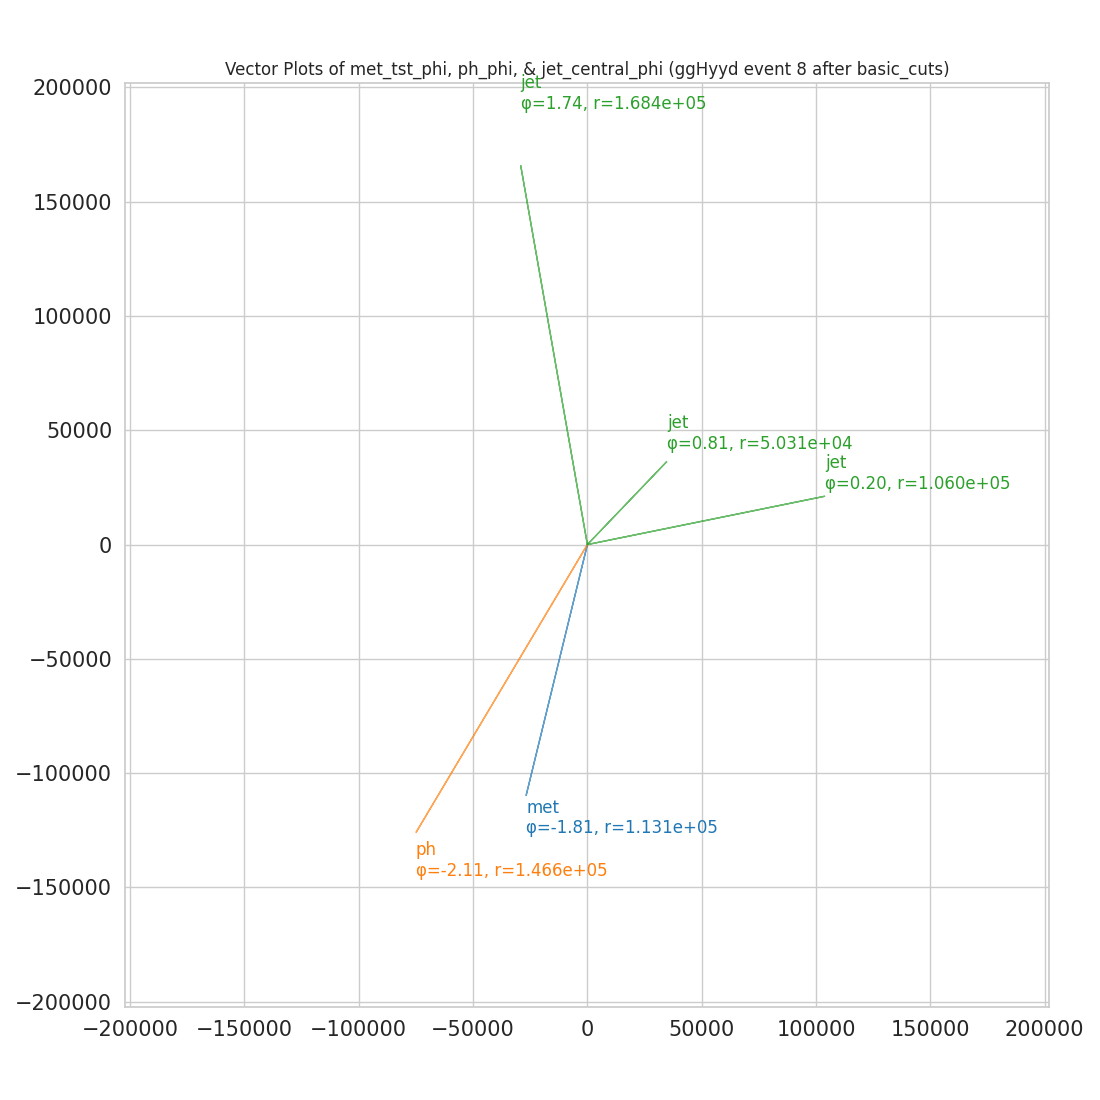 Vector Plots of met_tst_phi, ph_phi, & jet_central_phi (ggHyyd event 8 after basic_cuts)
jet
φ=1.74, r=1.684e+05
jet
φ=0.81, r=5.031e+04
jet
φ=0.20, r=1.060e+05
met
φ=-1.81, r=1.131e+05
ph
φ=-2.11, r=1.466e+05
200000
150000
100000
50000
0
−50000
−100000
−150000
−200000
−200000 −150000 −100000 −50000 0 50000 100000 150000 200000